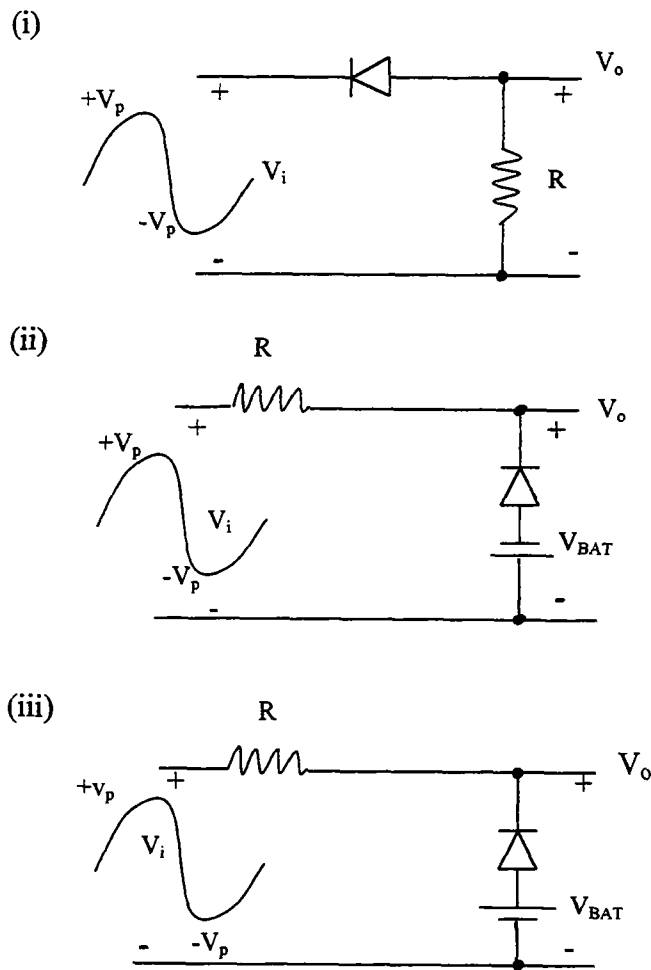 (i)
V_o
+ +
+V_p
R
V_i
-V_p
- -
(ii)
R
V_o
+ +
+V_p
V_i
V_BAT
-V_p
- -
(iii)
R
V_o
+ +
+v_p
V_i
V_BAT
- -V_p -